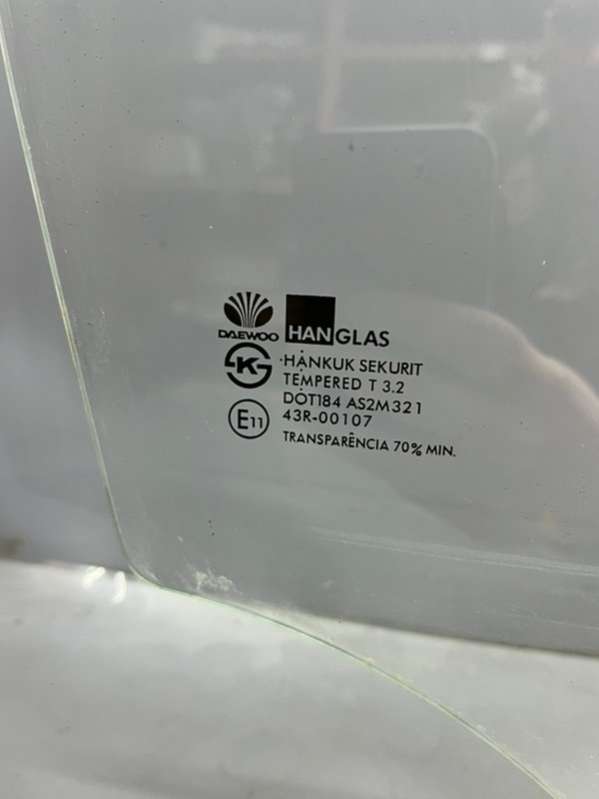 DAEWOO
HANGLAS
K
HANKUK SEKURIT
TEMPERED T 3.2
DOT184 AS2M321
E11
43R-00107
TRANSPARÊNCIA 70% MIN.